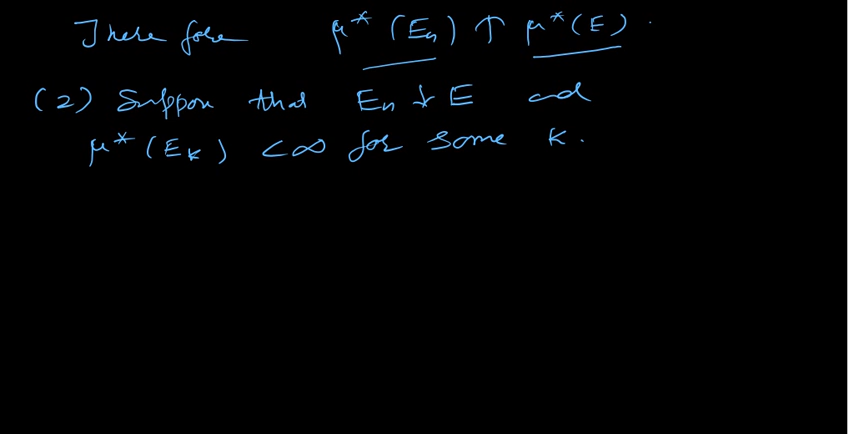 Therefore μ*(En) ↑ μ*(E).
(2) Suppose that En ↓ E and
μ*(Ek) < ∞ for some k.